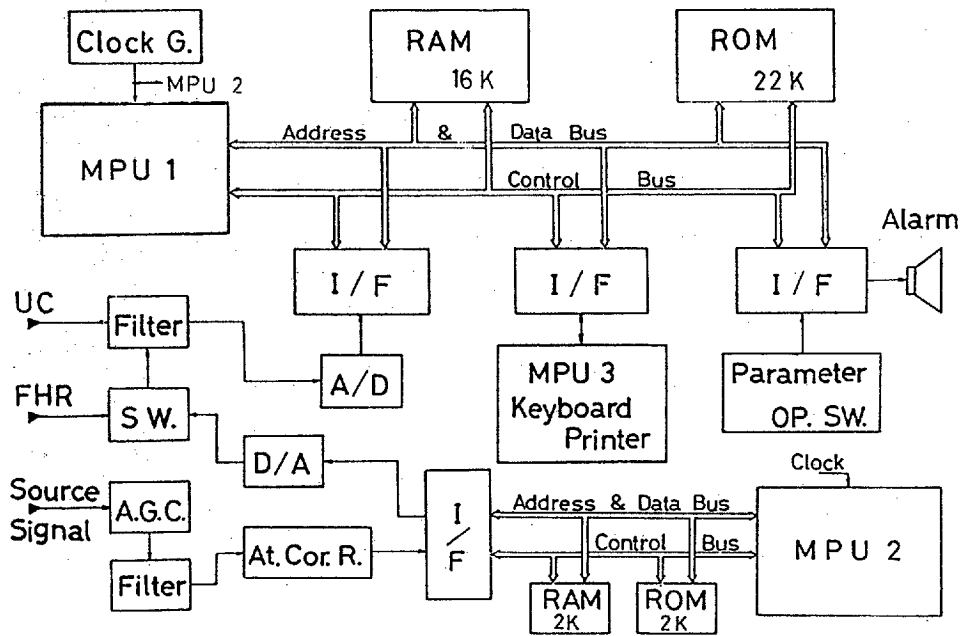 Clock G.
MPU 2
MPU 1
RAM
16 K
ROM
22 K
Address & Data Bus
Control Bus
I / F
I / F
I / F
Alarm
UC
Filter
A/D
MPU 3
Keyboard
Printer
Parameter
OP. SW.
FHR
S W.
D/A
Source
Signal
A.G.C.
Filter
At. Cor. R.
I
/
F
Address & Data Bus
Control Bus
Clock
MPU 2
RAM
2K
ROM
2K